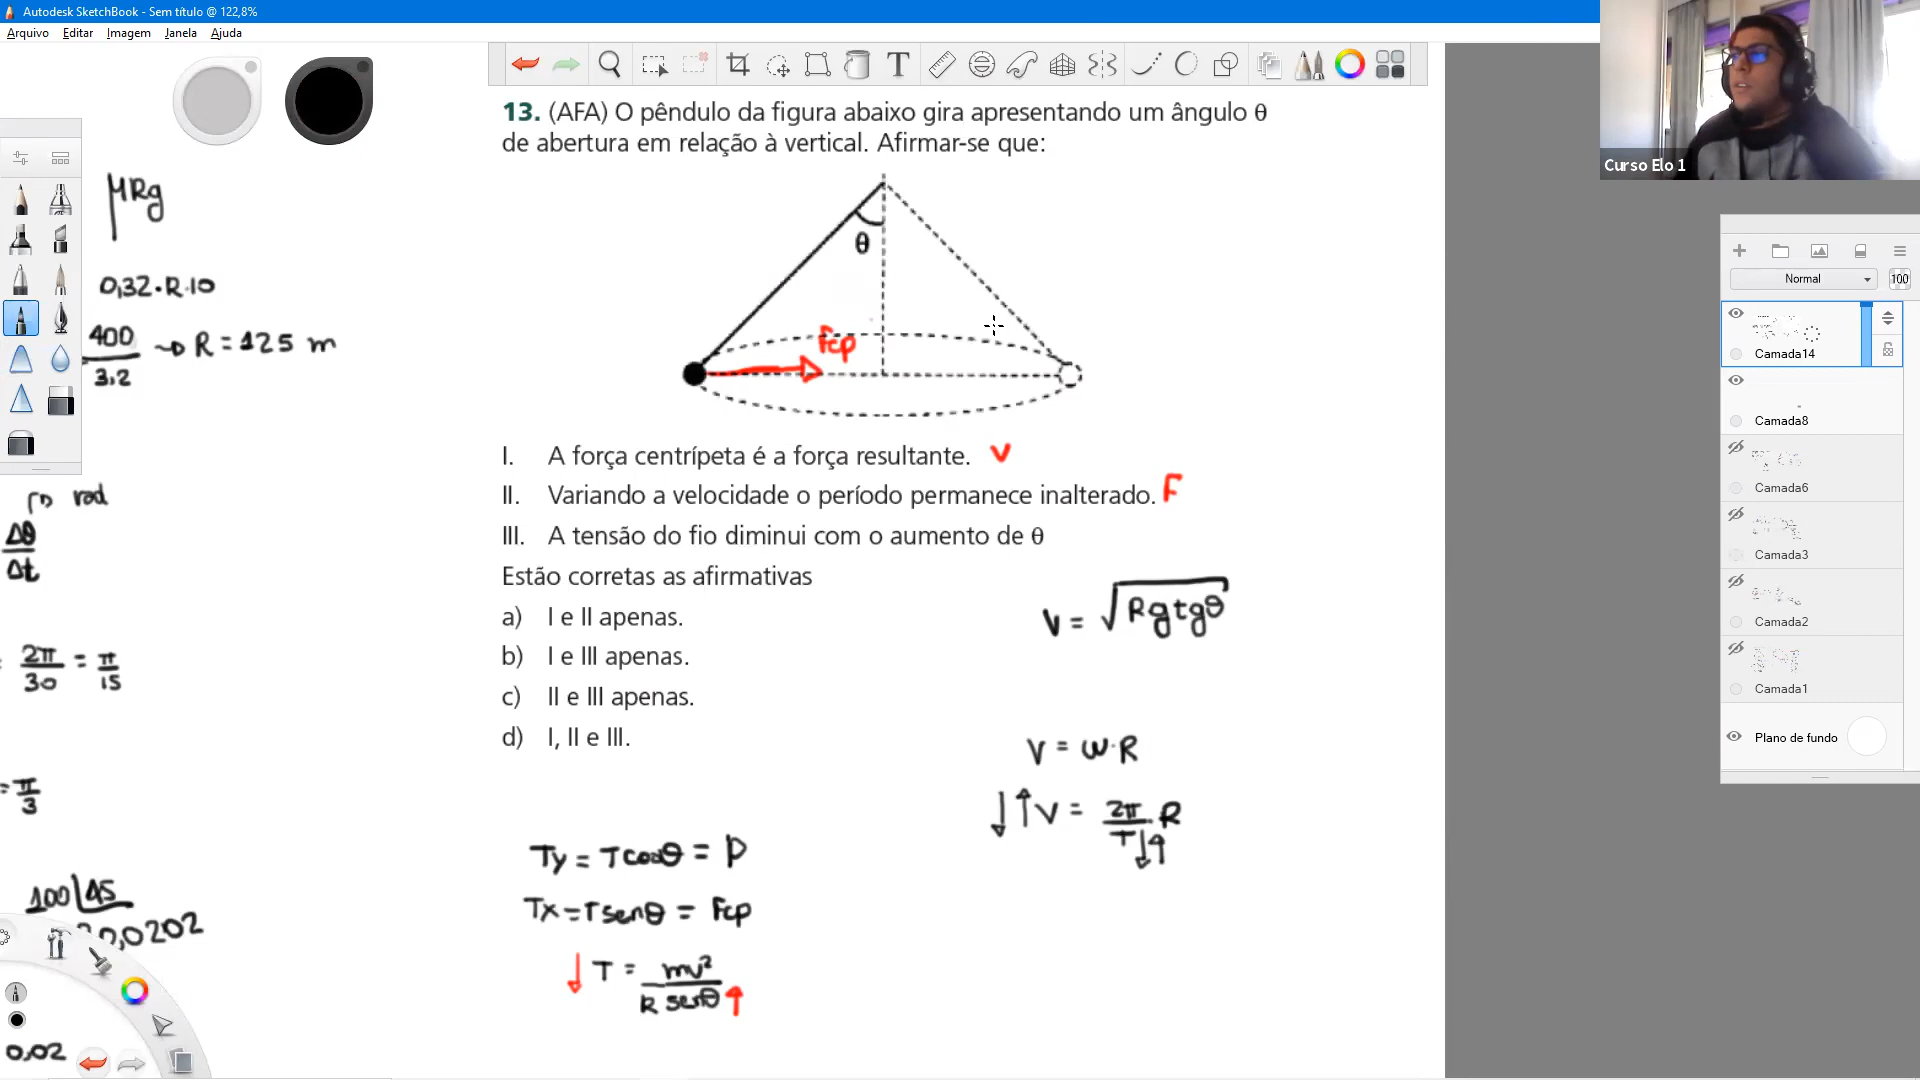 Autodesk SketchBook - Sem título @ 122,8%
Arquivo Editar Imagem Janela Ajuda
Curso Elo 1
13. (AFA) O pêndulo da figura abaixo gira apresentando um ângulo θ
de abertura em relação à vertical. Afirmar-se que:
θ
Fcp
I. A força centrípeta é a força resultante. V
II. Variando a velocidade o período permanece inalterado. F
III. A tensão do fio diminui com o aumento de θ
Estão corretas as afirmativas
a) I e II apenas.
b) I e III apenas.
c) II e III apenas.
d) I, II e III.
V = √Rgtgθ
V = ω·R
↓↑V = 2π/T↓↑ · R
Ty = Tcosθ = P
Tx = Tsenθ = Fcp
↓ T = mv²/R senθ ↑
μRg
0,32·R·10
400/3,2 → R = 125 m
rad
Δθ/Δt
2π/30 = π/15
= π/3
100 45
0,0202
0,02
Normal 100
Camada14
Camada8
Camada6
Camada3
Camada2
Camada1
Plano de fundo